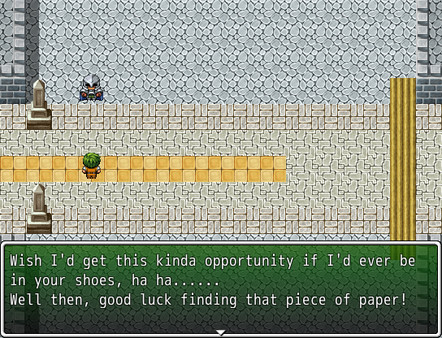 Wish I'd get this kinda opportunity if I'd ever be
in your shoes, ha ha......
Well then, good luck finding that piece of paper!